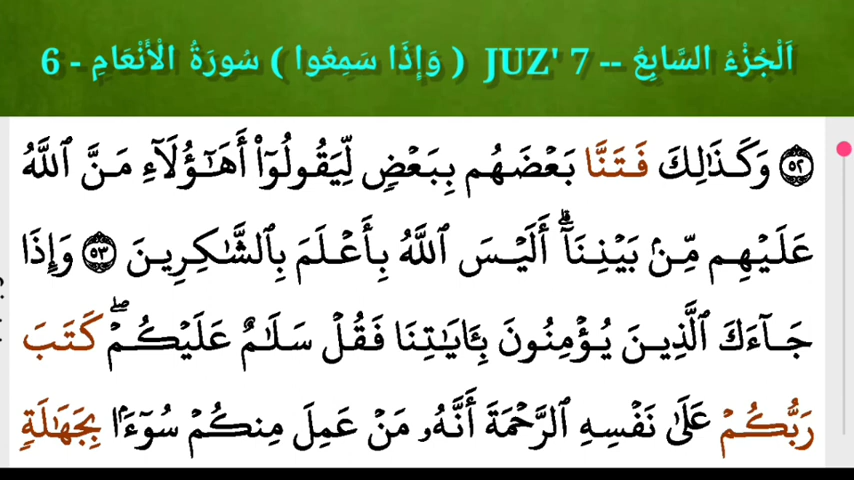 اَلْجُزْءُ السَّابِعُ -- JUZ' 7 ( وَإِذَا سَمِعُوا ) سُورَةُ الْأَنْعَامِ - 6
۝٥٢ وَكَذَٰلِكَ فَتَنَّا بَعۡضَهُم بِبَعۡضٖ لِّيَقُولُوٓاْ أَهَـٰٓؤُلَآءِ مَنَّ ٱللَّهُ
عَلَيۡهِم مِّنۢ بَيۡنِنَآۗ أَلَيۡسَ ٱللَّهُ بِأَعۡلَمَ بِٱلشَّـٰكِرِينَ ۝٥٣ وَإِذَا
جَآءَكَ ٱلَّذِينَ يُؤۡمِنُونَ بِـَٔايَٰتِنَا فَقُلۡ سَلَٰمٌ عَلَيۡكُمۡۖ كَتَبَ
رَبُّكُمۡ عَلَىٰ نَفۡسِهِ ٱلرَّحۡمَةَ أَنَّهُۥ مَنۡ عَمِلَ مِنكُمۡ سُوٓءَۢا بِجَهَٰلَةٖ